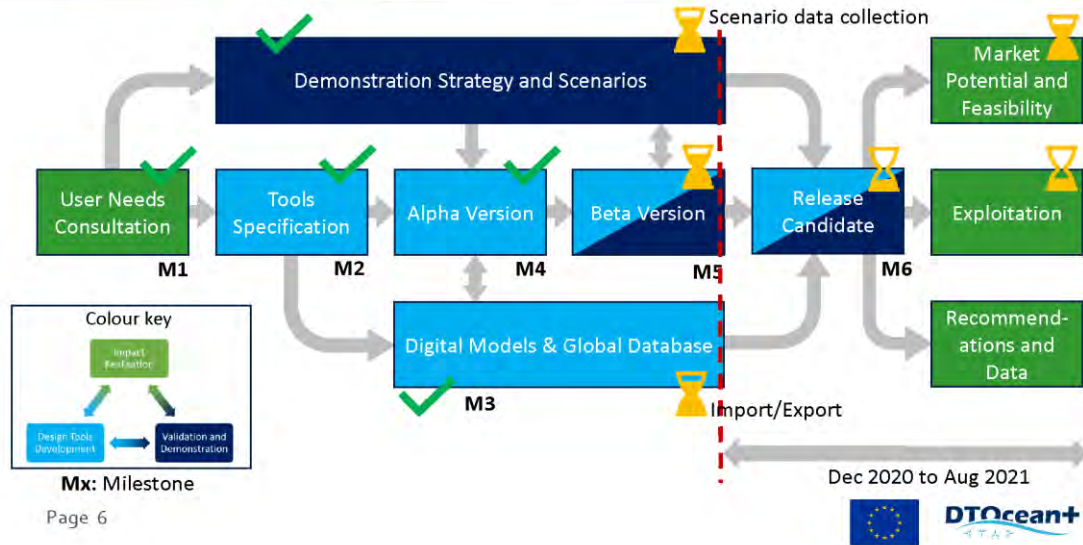 Scenario data collection
Demonstration Strategy and Scenarios
Market
Potential and
Feasibility
User Needs
Consultation
M1
Tools
Specification
M2
Alpha Version
M4
Beta Version
M5
Release
Candidate
M6
Exploitation
Colour key
Impact
Realisation
Design Tools
Development
Validation and
Demonstration
Mx: Milestone
Digital Models & Global Database
M3
Import/Export
Recommend-
ations and
Data
Dec 2020 to Aug 2021
Page 6
DTOcean+